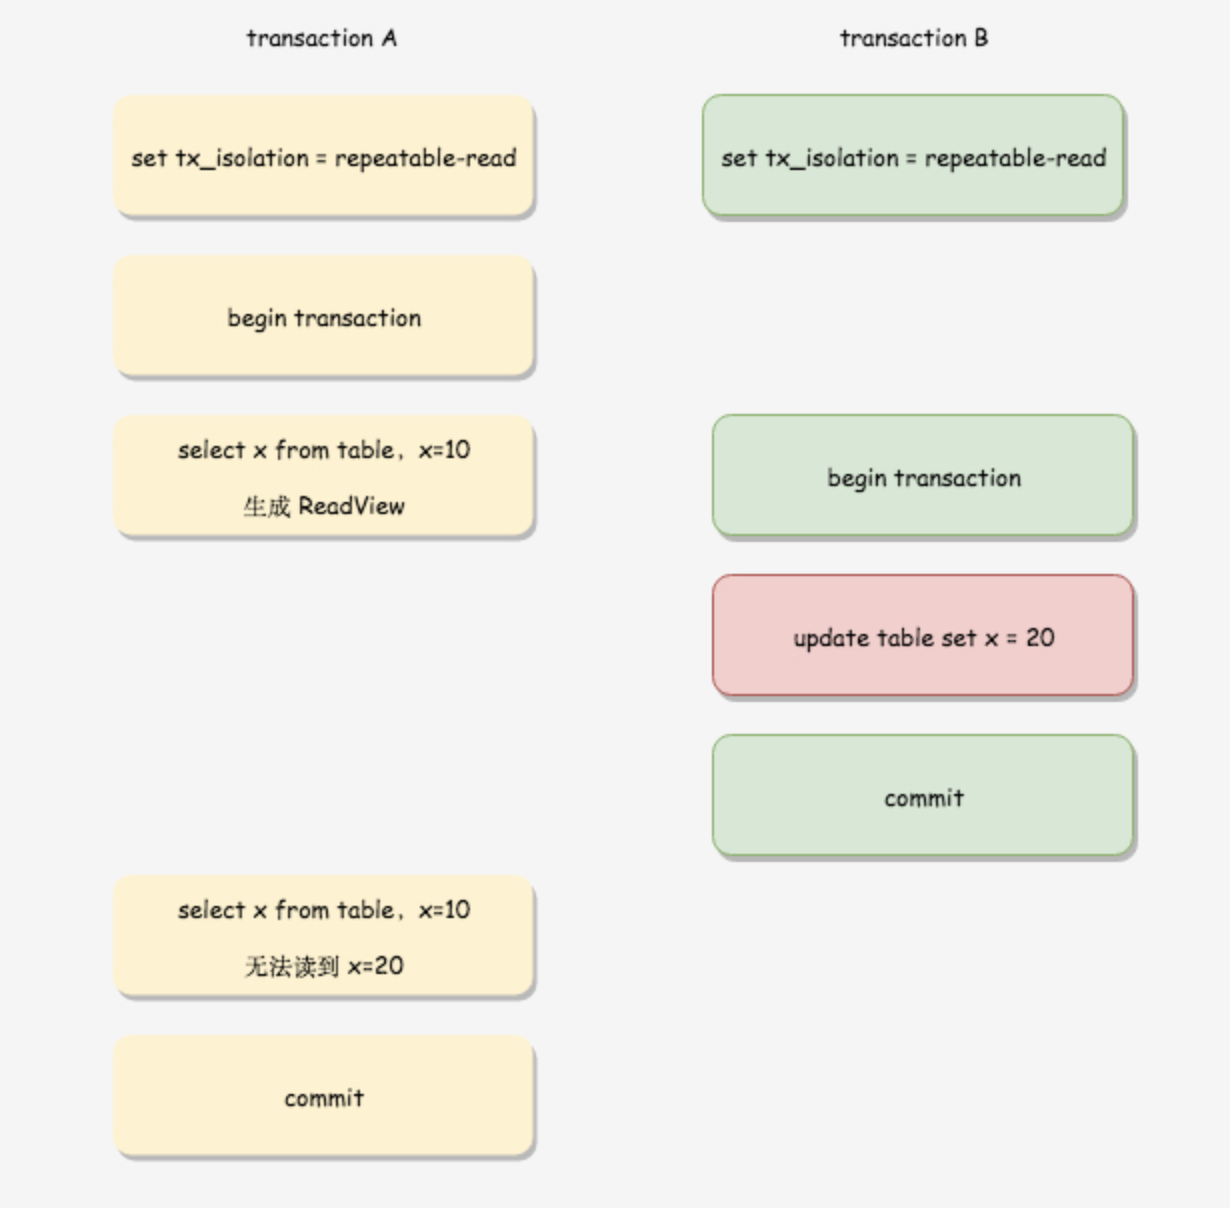 transaction A
transaction B
set tx_isolation = repeatable-read
set tx_isolation = repeatable-read
begin transaction
select x from table，x=10
生成 ReadView
begin transaction
update table set x = 20
commit
select x from table，x=10
无法读到 x=20
commit